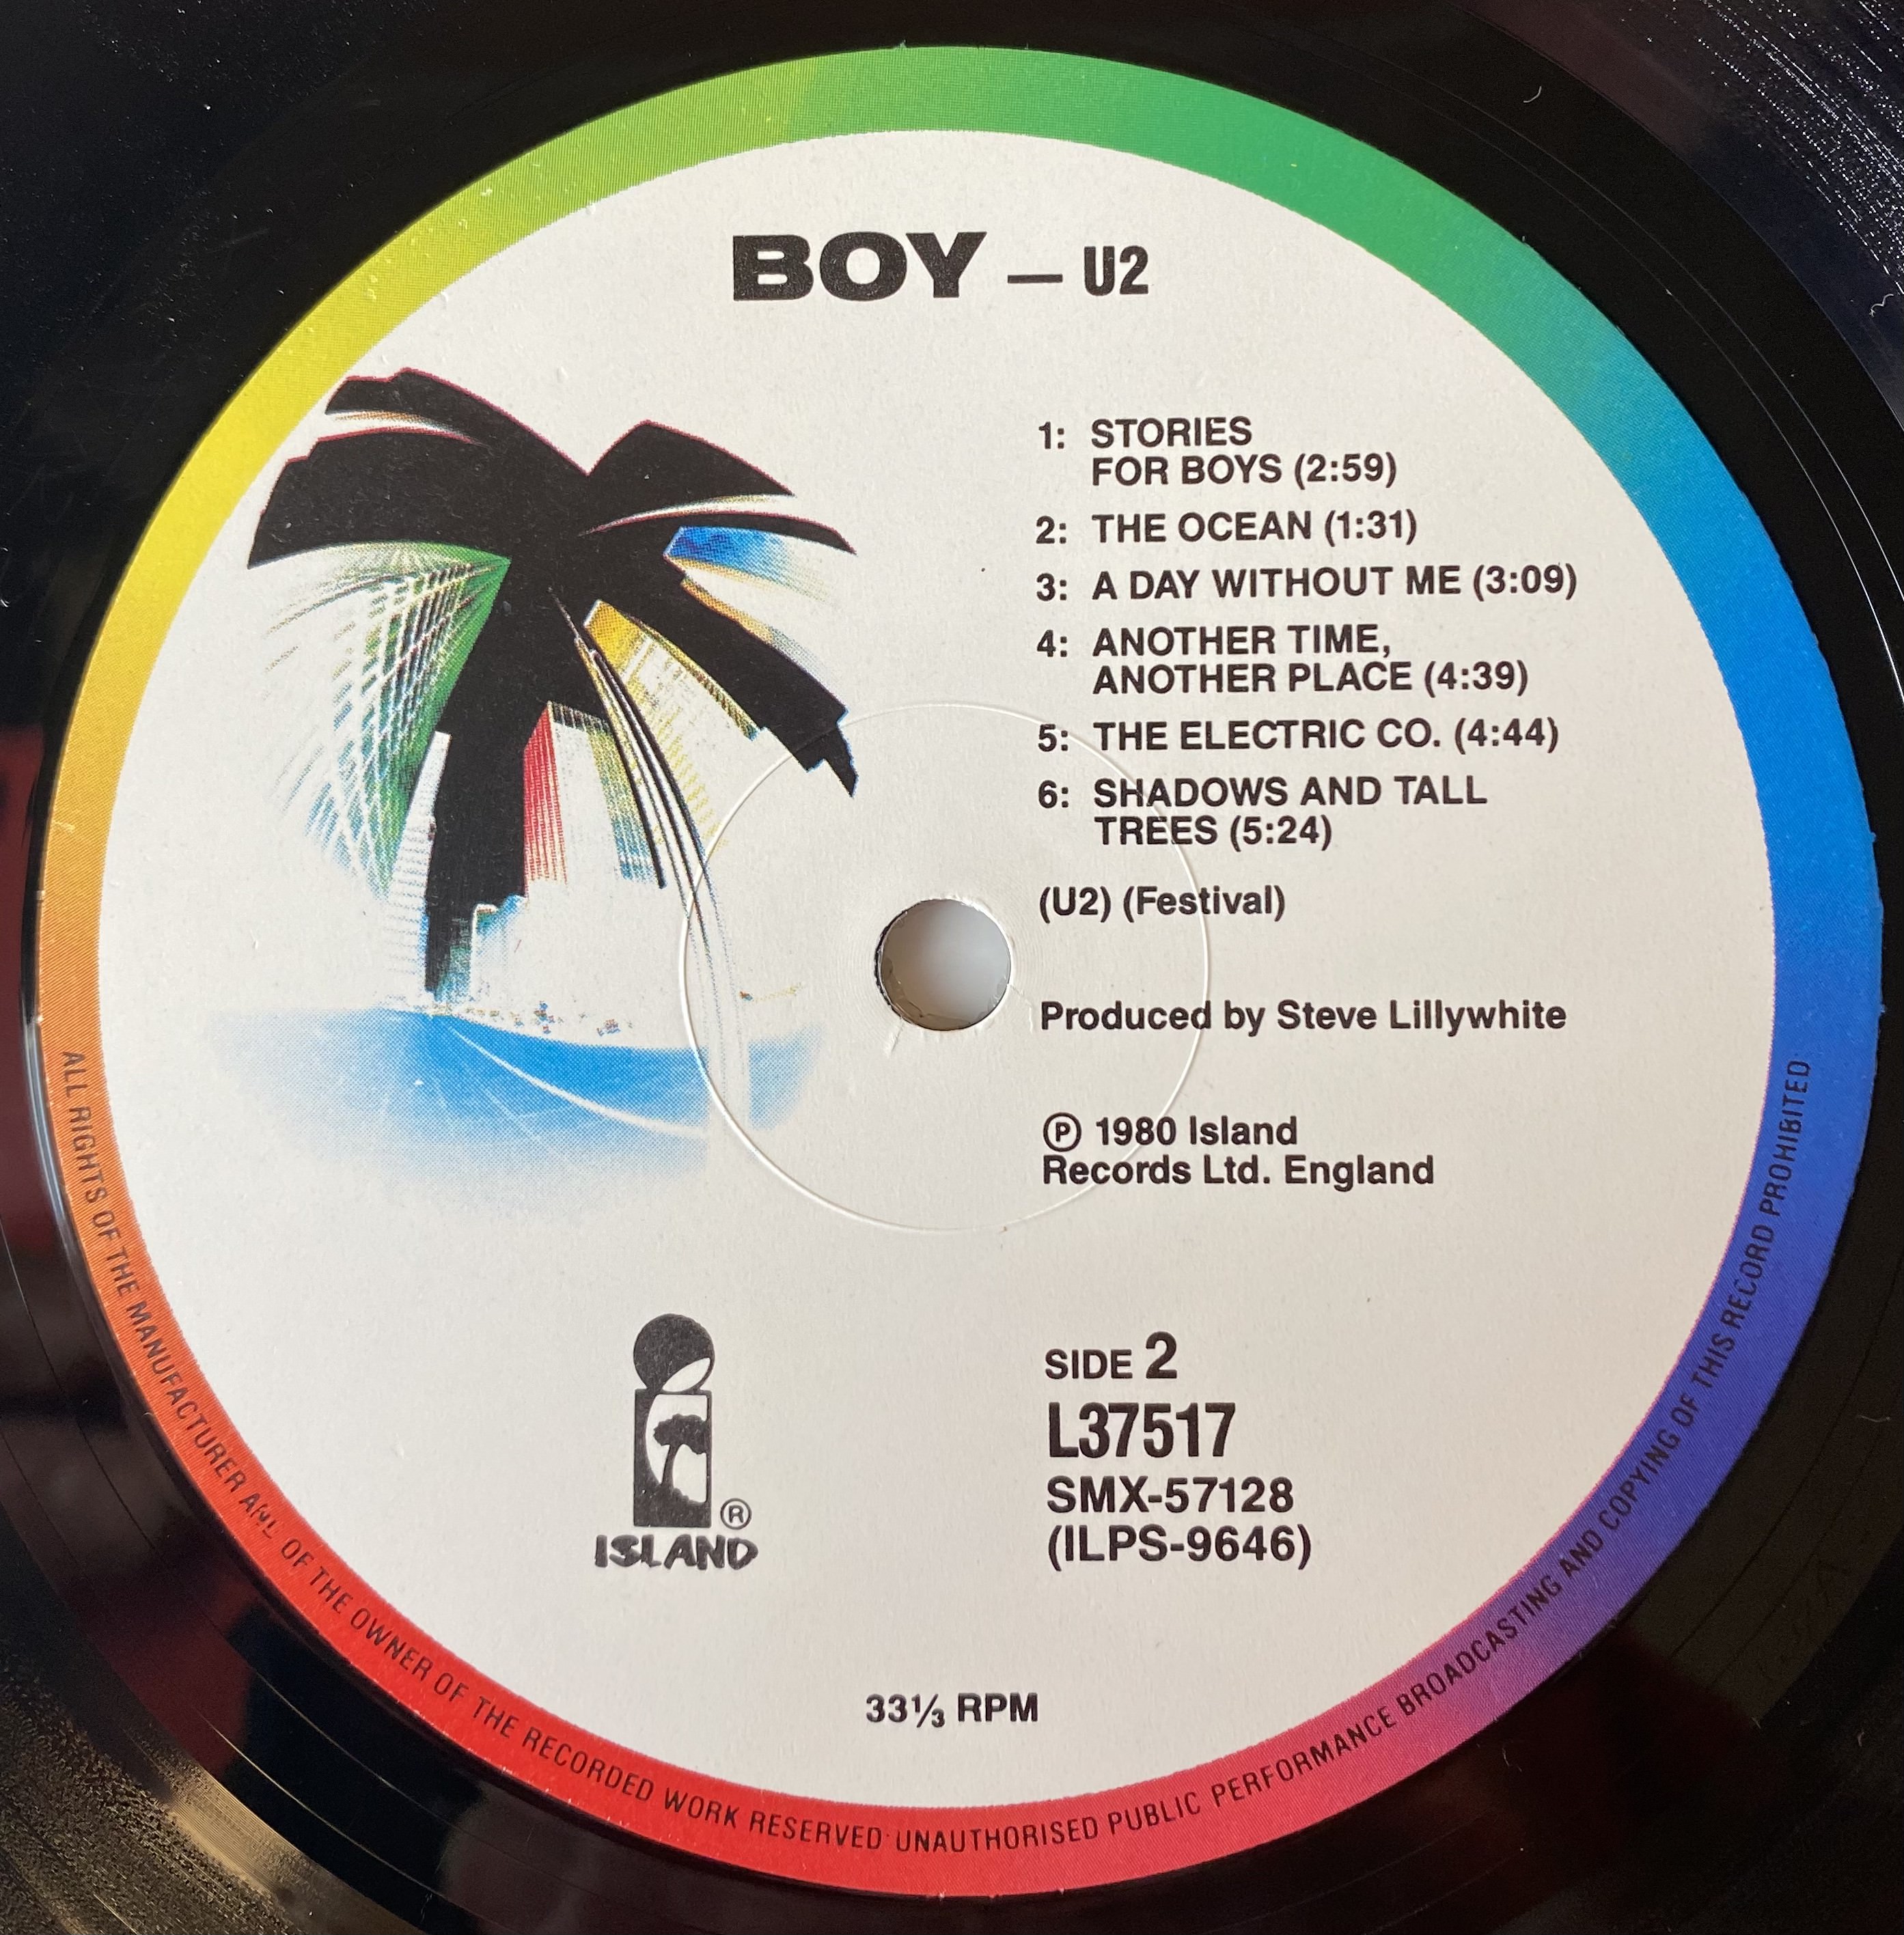 BOY — U2
1: STORIES
FOR BOYS (2:59)
2: THE OCEAN (1:31)
3: A DAY WITHOUT ME (3:09)
4: ANOTHER TIME,
ANOTHER PLACE (4:39)
5: THE ELECTRIC CO. (4:44)
6: SHADOWS AND TALL
TREES (5:24)
(U2) (Festival)
Produced by Steve Lillywhite
Ⓟ 1980 Island
Records Ltd. England
SIDE 2
L37517
SMX-57128
(ILPS-9646)
®
ISLAND
33⅓ RPM
ALL RIGHTS OF THE MANUFACTURER AND OF THE OWNER OF THE RECORDED WORK RESERVED UNAUTHORISED PUBLIC PERFORMANCE BROADCASTING AND COPYING OF THIS RECORD PROHIBITED